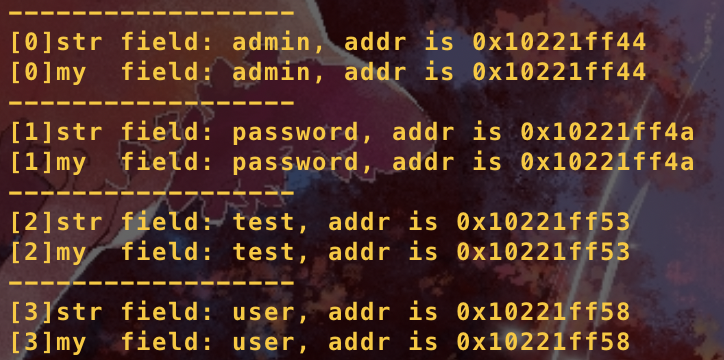 ------------------
[0]str field: admin, addr is 0x10221ff44
[0]my  field: admin, addr is 0x10221ff44
------------------
[1]str field: password, addr is 0x10221ff4a
[1]my  field: password, addr is 0x10221ff4a
------------------
[2]str field: test, addr is 0x10221ff53
[2]my  field: test, addr is 0x10221ff53
------------------
[3]str field: user, addr is 0x10221ff58
[3]my  field: user, addr is 0x10221ff58